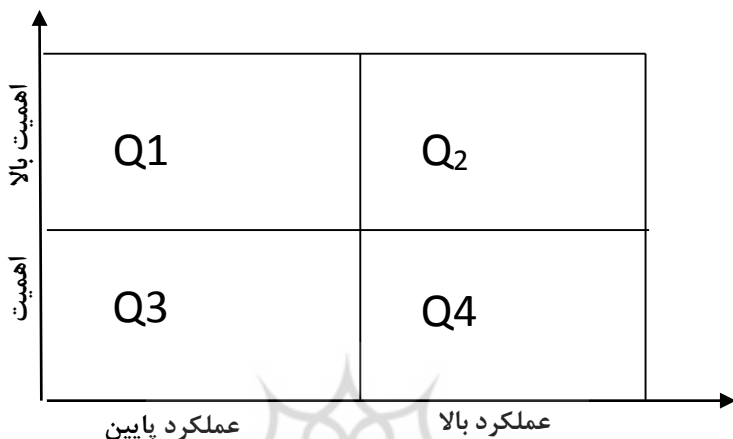 اهمیت بالا
Q1
Q2
اهمیت
Q3
Q4
عملکرد پایین
عملکرد بالا